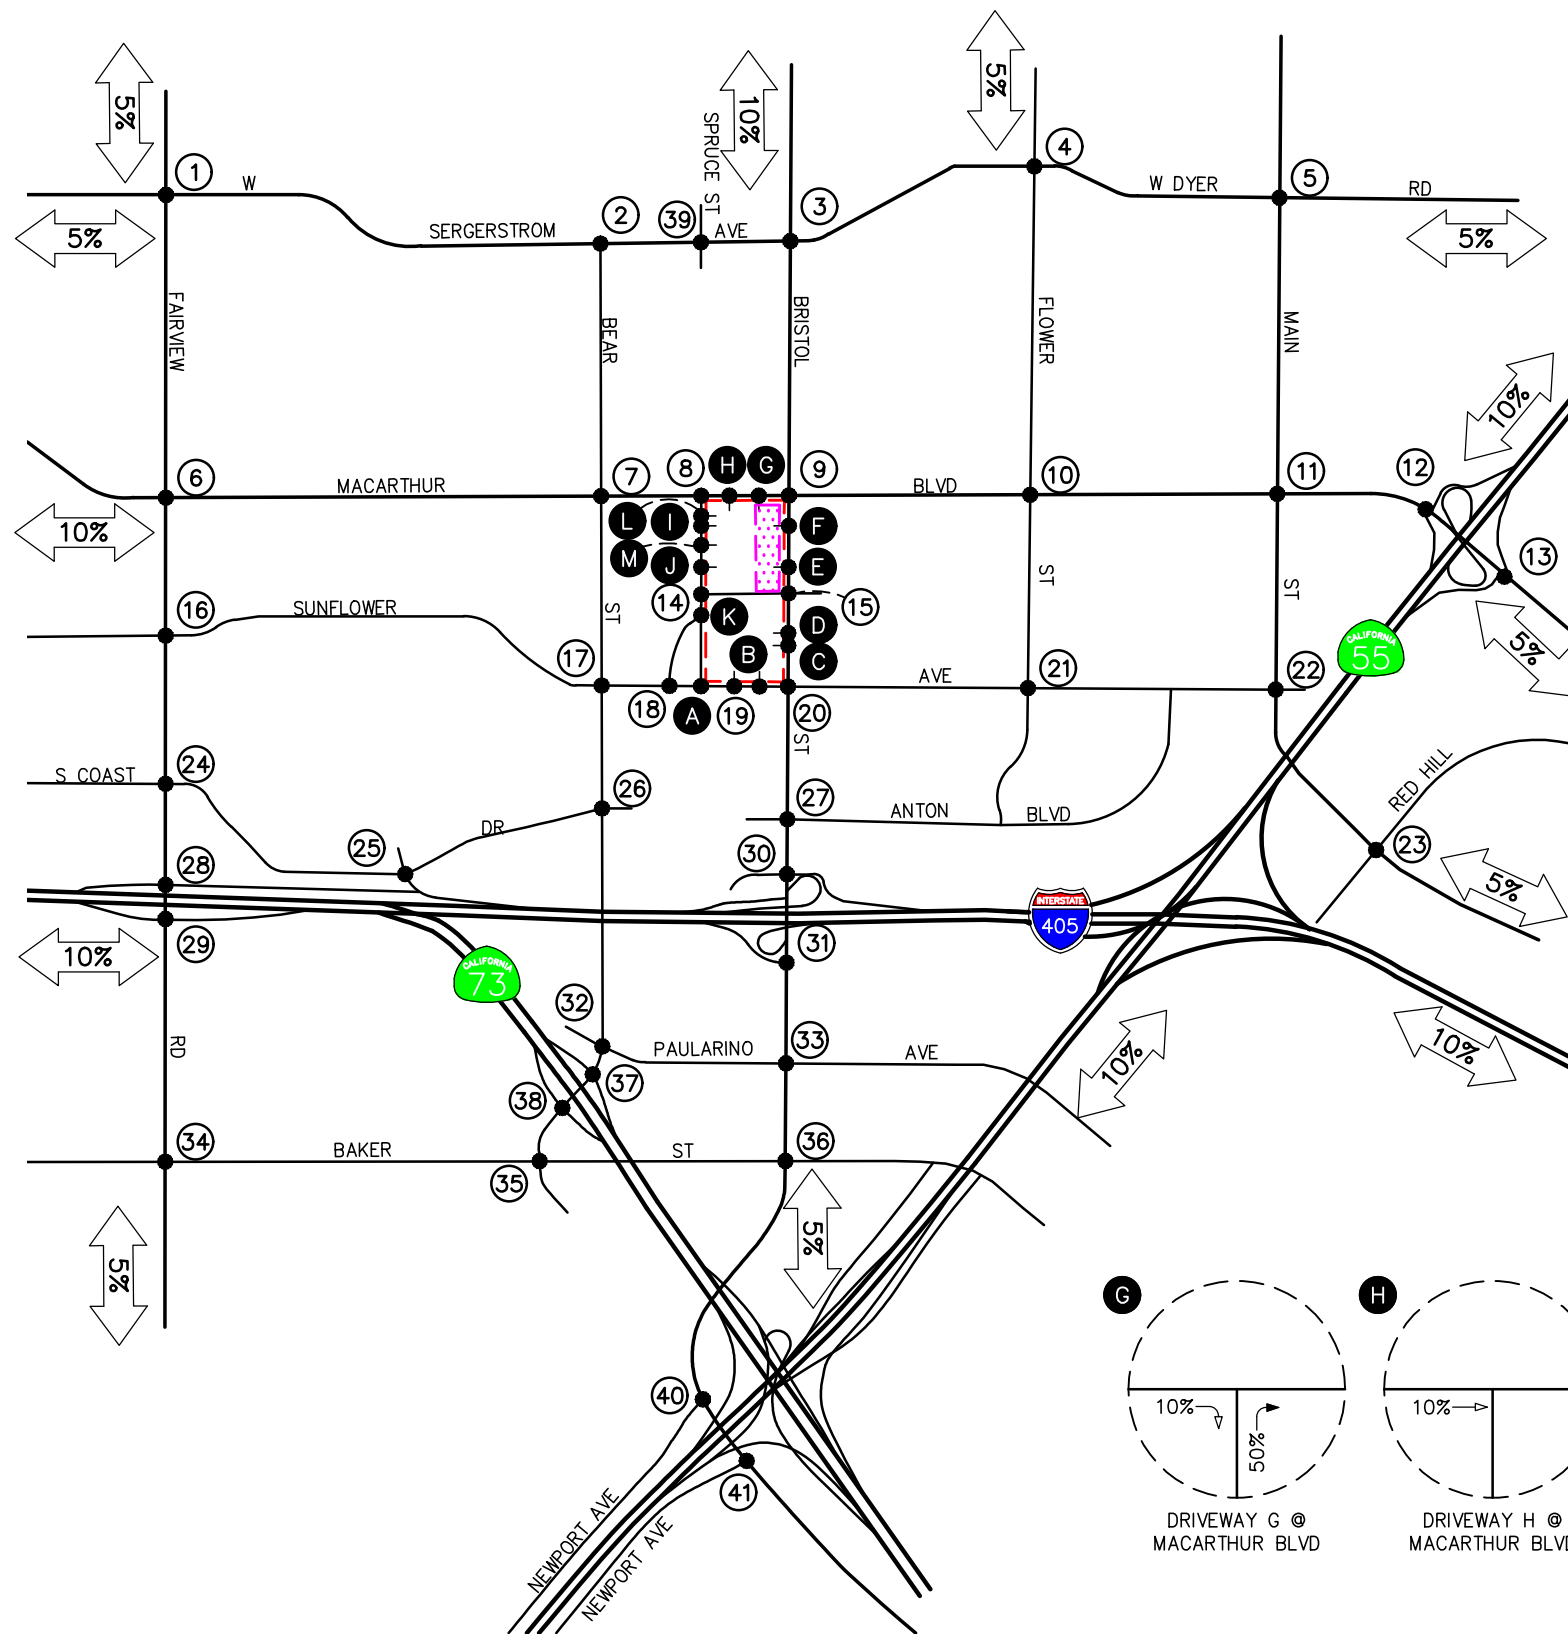 5%
10%
5%
SPRUCE ST
1
W
2
39
AVE
3
4
W DYER
5
RD
SERGERSTROM
5%
5%
FAIRVIEW
BEAR
BRISTOL
FLOWER
MAIN
10%
6
MACARTHUR
7
8
H
G
9
BLVD
10
11
12
10%
L
I
F
M
J
E
13
16
SUNFLOWER
ST
14
K
15
ST
ST
5%
D
B
C
CALIFORNIA
55
17
18
A
19
20
AVE
21
22
ST
S COAST
24
26
27
ANTON
BLVD
RED HILL
DR
25
28
30
23
5%
29
31
INTERSTATE
405
10%
CALIFORNIA
73
32
RD
PAULARINO
33
AVE
10%
10%
37
38
34
BAKER
ST
36
35
5%
5%
40
41
NEWPORT AVE
NEWPORT AVE
G
10%
50%
DRIVEWAY G @
MACARTHUR BLVD
H
10%
DRIVEWAY H @
MACARTHUR BLVD